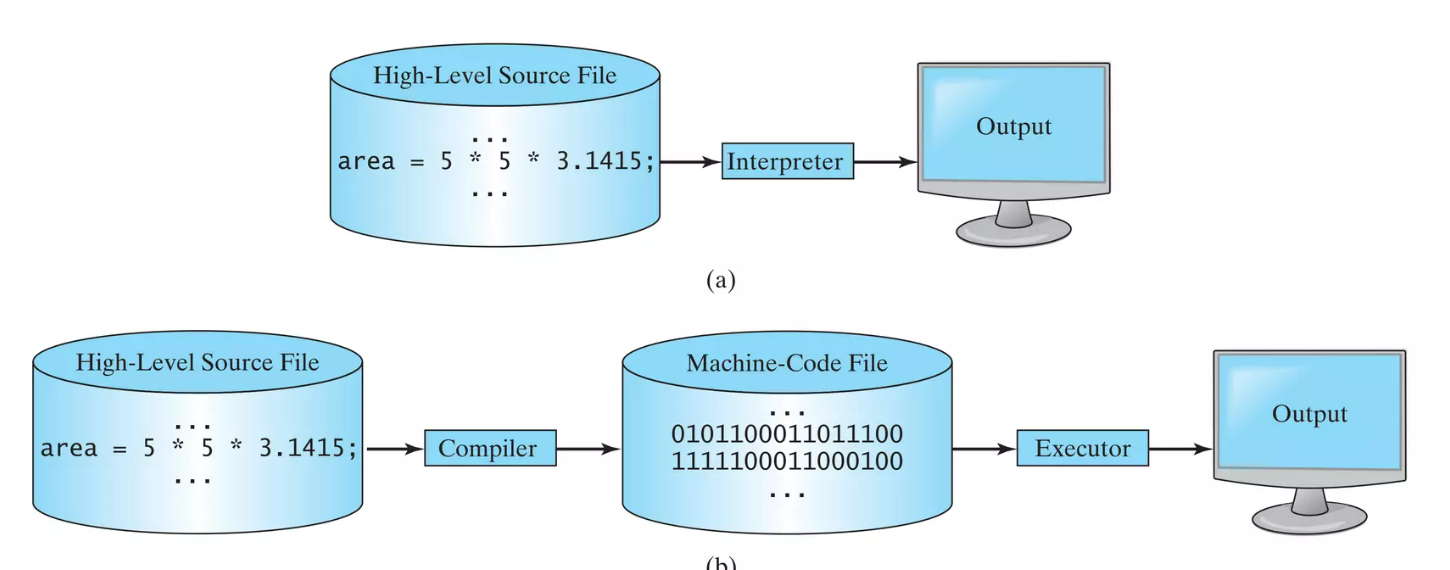 High-Level Source File
...
area = 5 * 5 * 3.1415;
...
Interpreter
Output
(a)
High-Level Source File
...
area = 5 * 5 * 3.1415;
...
Compiler
Machine-Code File
...
0101100011011100
1111100011000100
...
Executor
Output
(b)